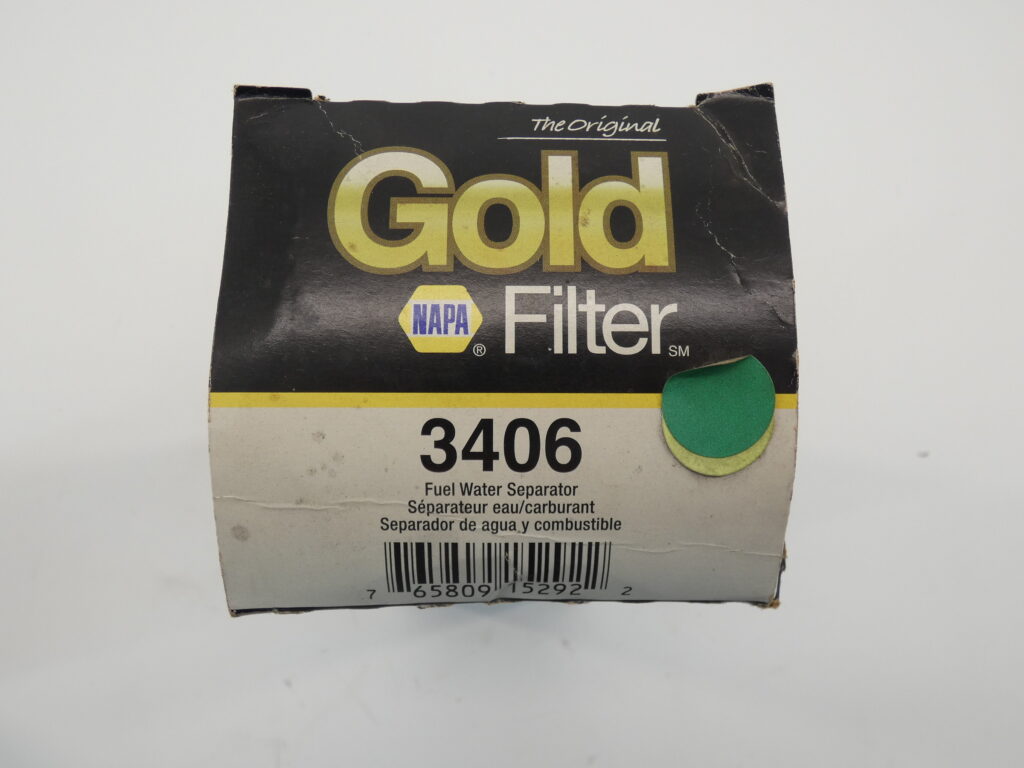 The Original
Gold
NAPA® Filter SM
3406
Fuel Water Separator
Séparateur eau/carburant
Separador de agua y combustible
7 65809 15292 2